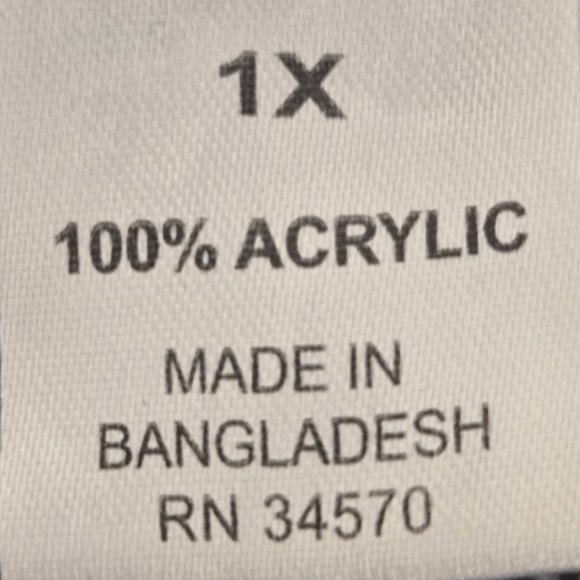 1X
100% ACRYLIC
MADE IN
BANGLADESH
RN 34570